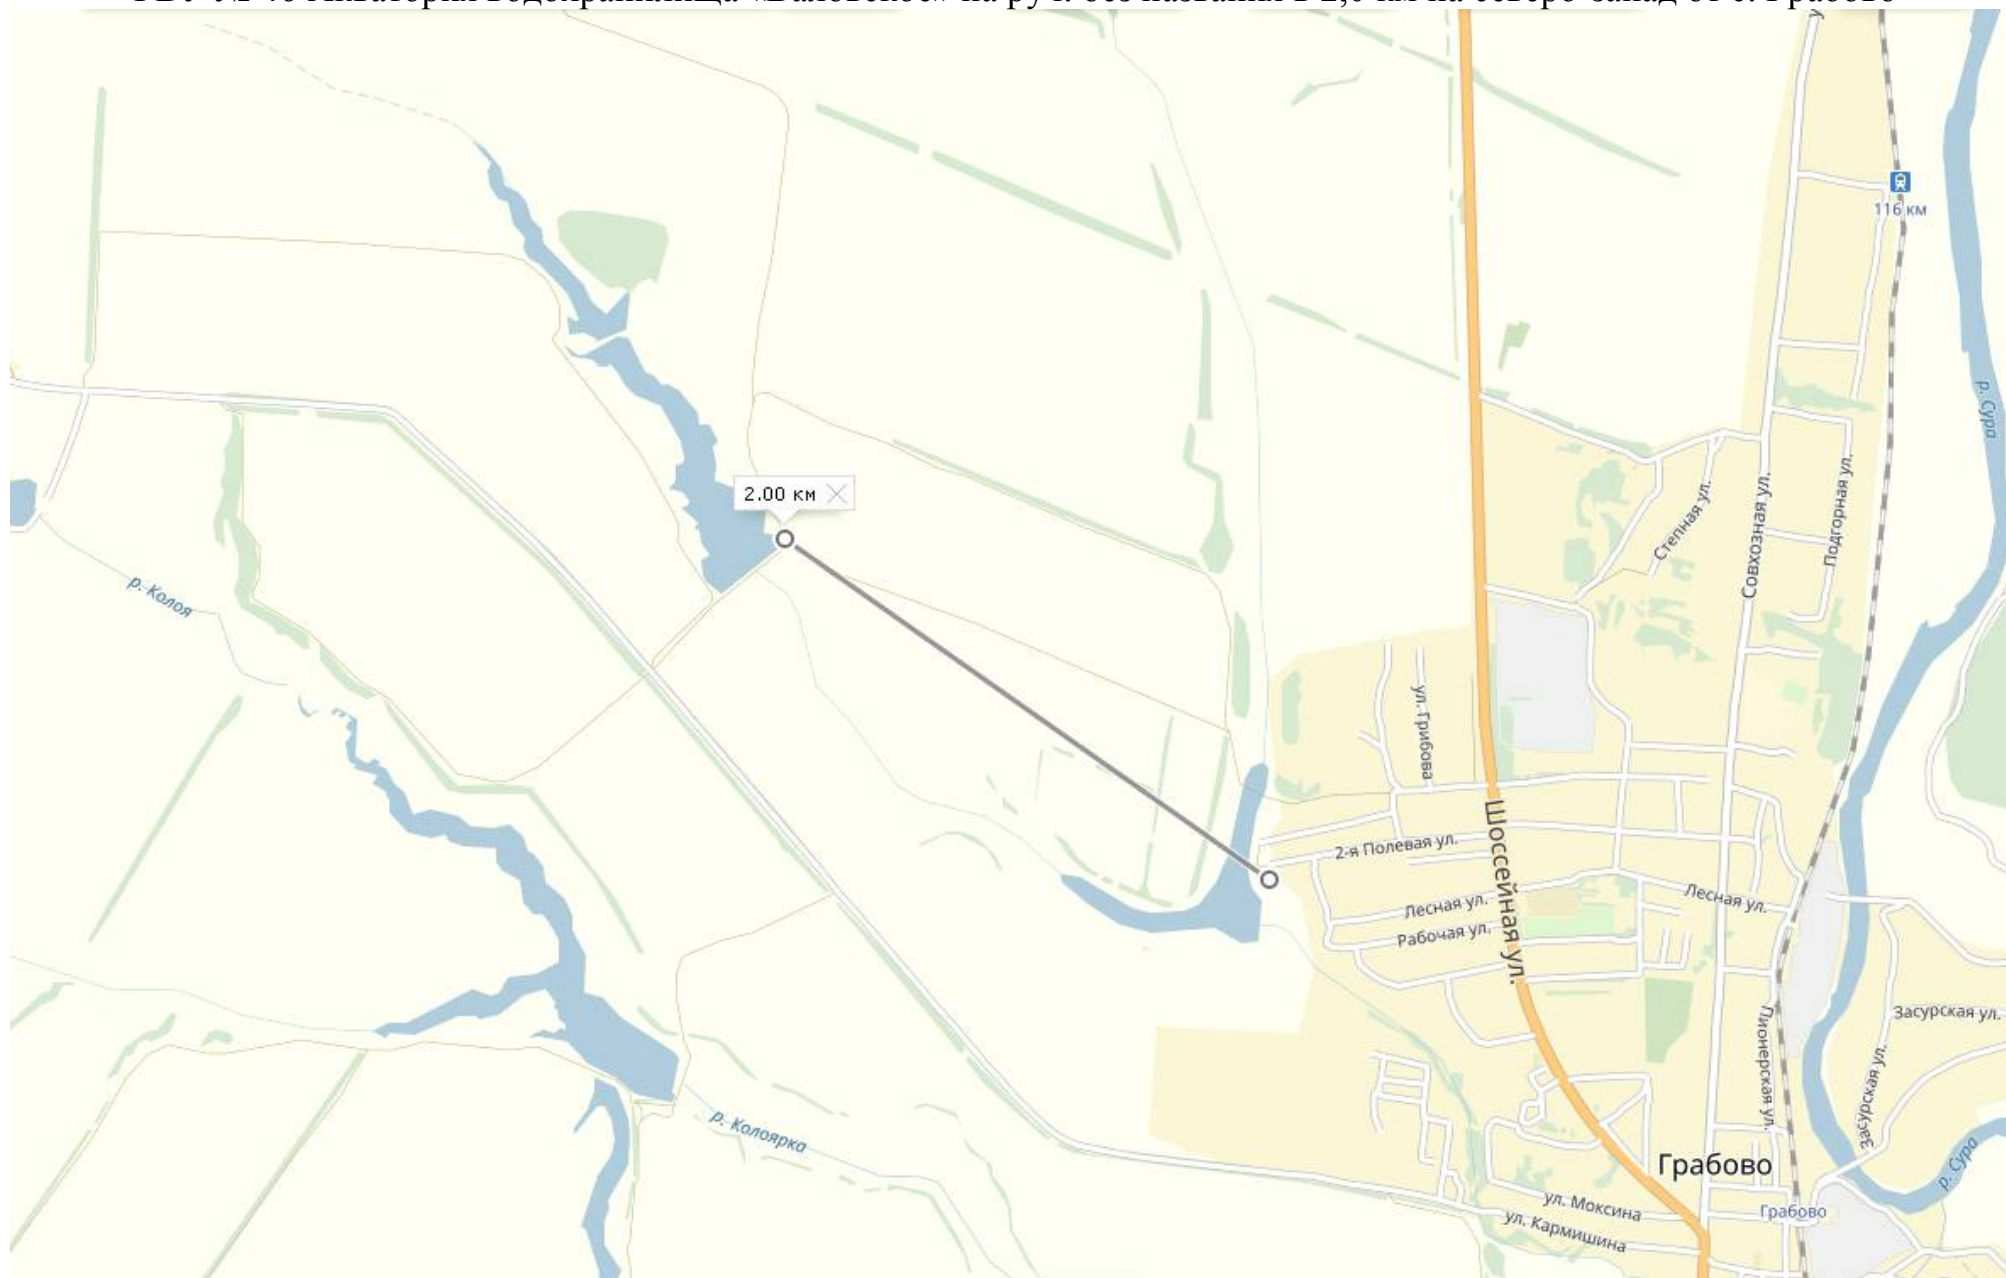 2.00 км
116 км
р. Сура
р. Колоя
Степная ул.
Совхозная ул.
Подгорная ул.
ул. Грибова
Шоссейная ул.
2-я Полевая ул.
Лесная ул.
Лесная ул.
Рабочая ул.
Пионерская ул.
Засурская ул.
Засурская ул.
р. Колоярка
Грабово
р. Сура
ул. Моксина
Грабово
ул. Кармишина